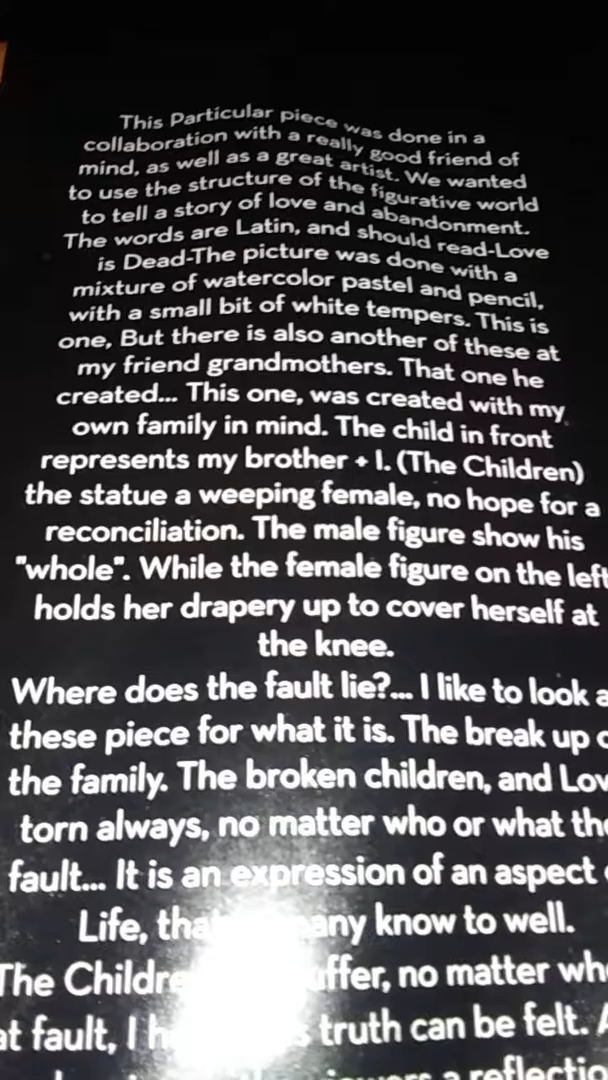 This Particular piece was done in a
collaboration with a really good friend of
mind, as well as a great artist. We wanted
to use the structure of the figurative world
to tell a story of love and abandonment.
The words are Latin, and should read-Love
is Dead-The picture was done with a
mixture of watercolor pastel and pencil,
with a small bit of white tempers. This is
one, But there is also another of these at
my friend grandmothers. That one he
created... This one, was created with my
own family in mind. The child in front
represents my brother + I. (The Children)
the statue a weeping female, no hope for a
reconciliation. The male figure show his
"whole". While the female figure on the left
holds her drapery up to cover herself at
the knee.
Where does the fault lie?... I like to look
these piece for what it is. The break up
the family. The broken children, and
torn always, no matter who or what
fault... It is an expression of an aspect
Life, any know to well.
The no matter
at fault, I truth can be felt.
a